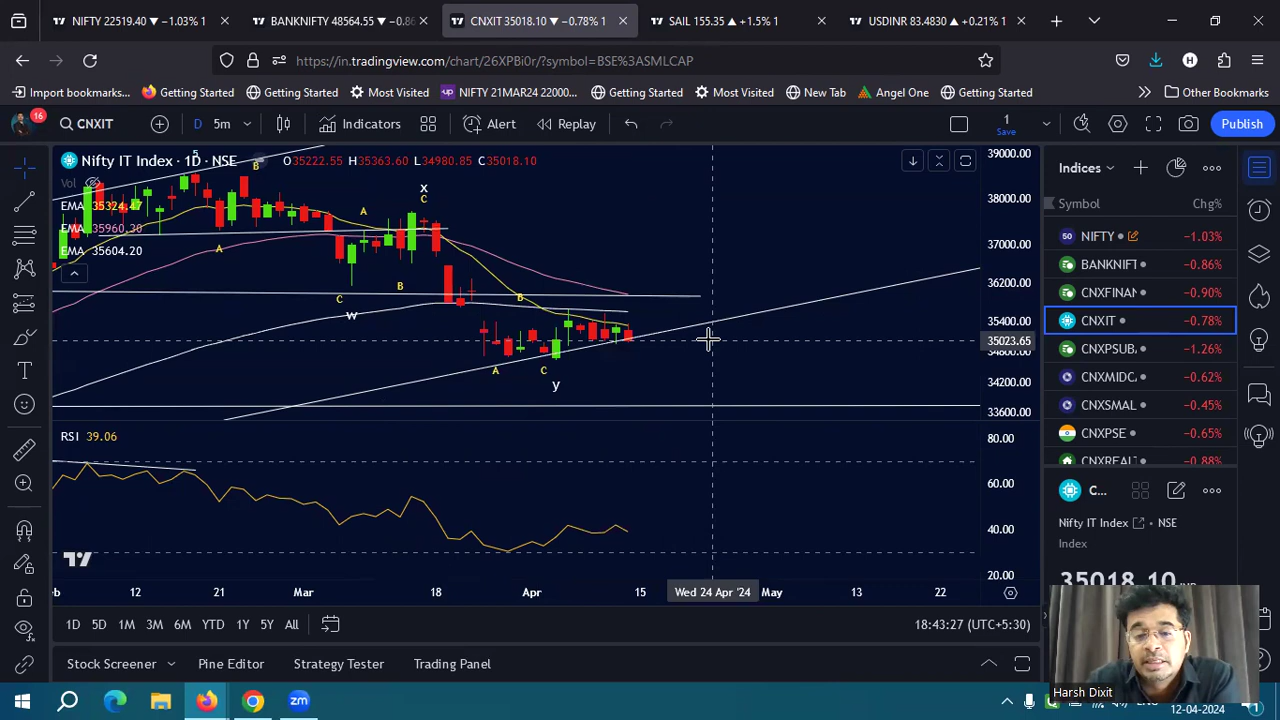 NIFTY 22519.40 ▼ −1.03% 1
BANKNIFTY 48564.55 ▼ −0.86
CNXIT 35018.10 ▼ −0.78% 1
SAIL 155.35 ▲ +1.5% 1
USDINR 83.4830 ▲ +0.21% 1
https://in.tradingview.com/chart/26XPBi0r/?symbol=BSE%3ASMLCAP
H
Import bookmarks...
Getting Started
Getting Started
Most Visited
up NIFTY 21MAR24 22000...
Getting Started
Most Visited
New Tab
Angel One
Getting Started
Other Bookmarks
16
CNXIT
D 5m
Indicators
Alert
Replay
1
Save
Publish
Nifty IT Index · 1D · NSE
O35222.55 H35363.60 L34980.85 C35018.10
Vol
EMA 35324.47
EMA 35960.20
EMA 35604.20
5
B
A
A
C
w
B
x
C
B
A
C
y
39000.00
38000.00
37000.00
36200.00
35400.00
35023.65
34200.00
33600.00
RSI 39.06
80.00
60.00
40.00
20.00
12
21
Mar
18
Apr
15
Wed 24 Apr '24
May
13
22
1D 5D 1M 3M 6M YTD 1Y 5Y All
18:43:27 (UTC+5:30)
Stock Screener
Pine Editor
Strategy Tester
Trading Panel
Indices
Symbol Chg%
50 NIFTY −1.03%
BANKNIFT −0.86%
CNXFINAN −0.90%
CNXIT −0.78%
CNXPSUB −1.26%
CNXMIDC −0.62%
CNXSMAL −0.45%
CNXPSE −0.65%
CNXREAL −0.88%
C...
Nifty IT Index NSE
Index
35018.10
Harsh Dixit
zm
12-04-2024
1